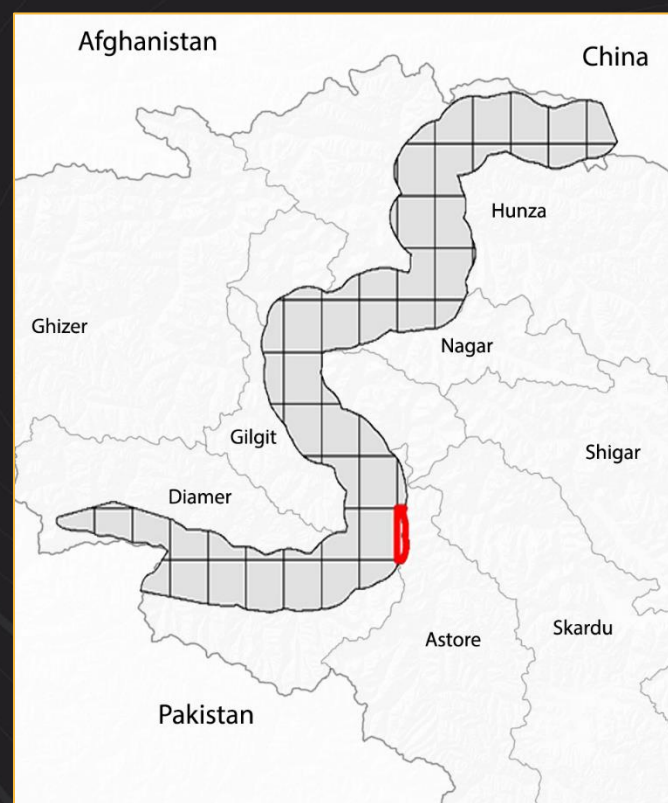 Afghanistan
China
Hunza
Ghizer
Nagar
Gilgit
Shigar
Diamer
Skardu
Astore
Pakistan